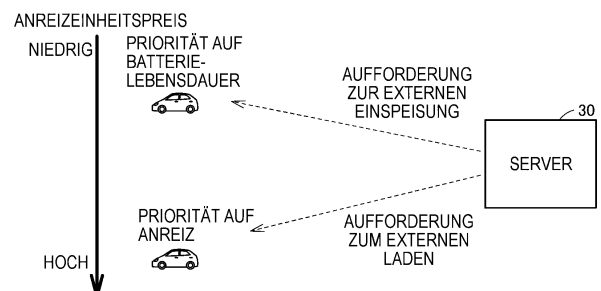 ANREIZEINHEITSPREIS
NIEDRIG
PRIORITÄT AUF
BATTERIE-
LEBENSDAUER
AUFFORDERUNG
ZUR EXTERNEN
EINSPEISUNG
30
SERVER
PRIORITÄT AUF
ANREIZ
AUFFORDERUNG
ZUM EXTERNEN
LADEN
HOCH